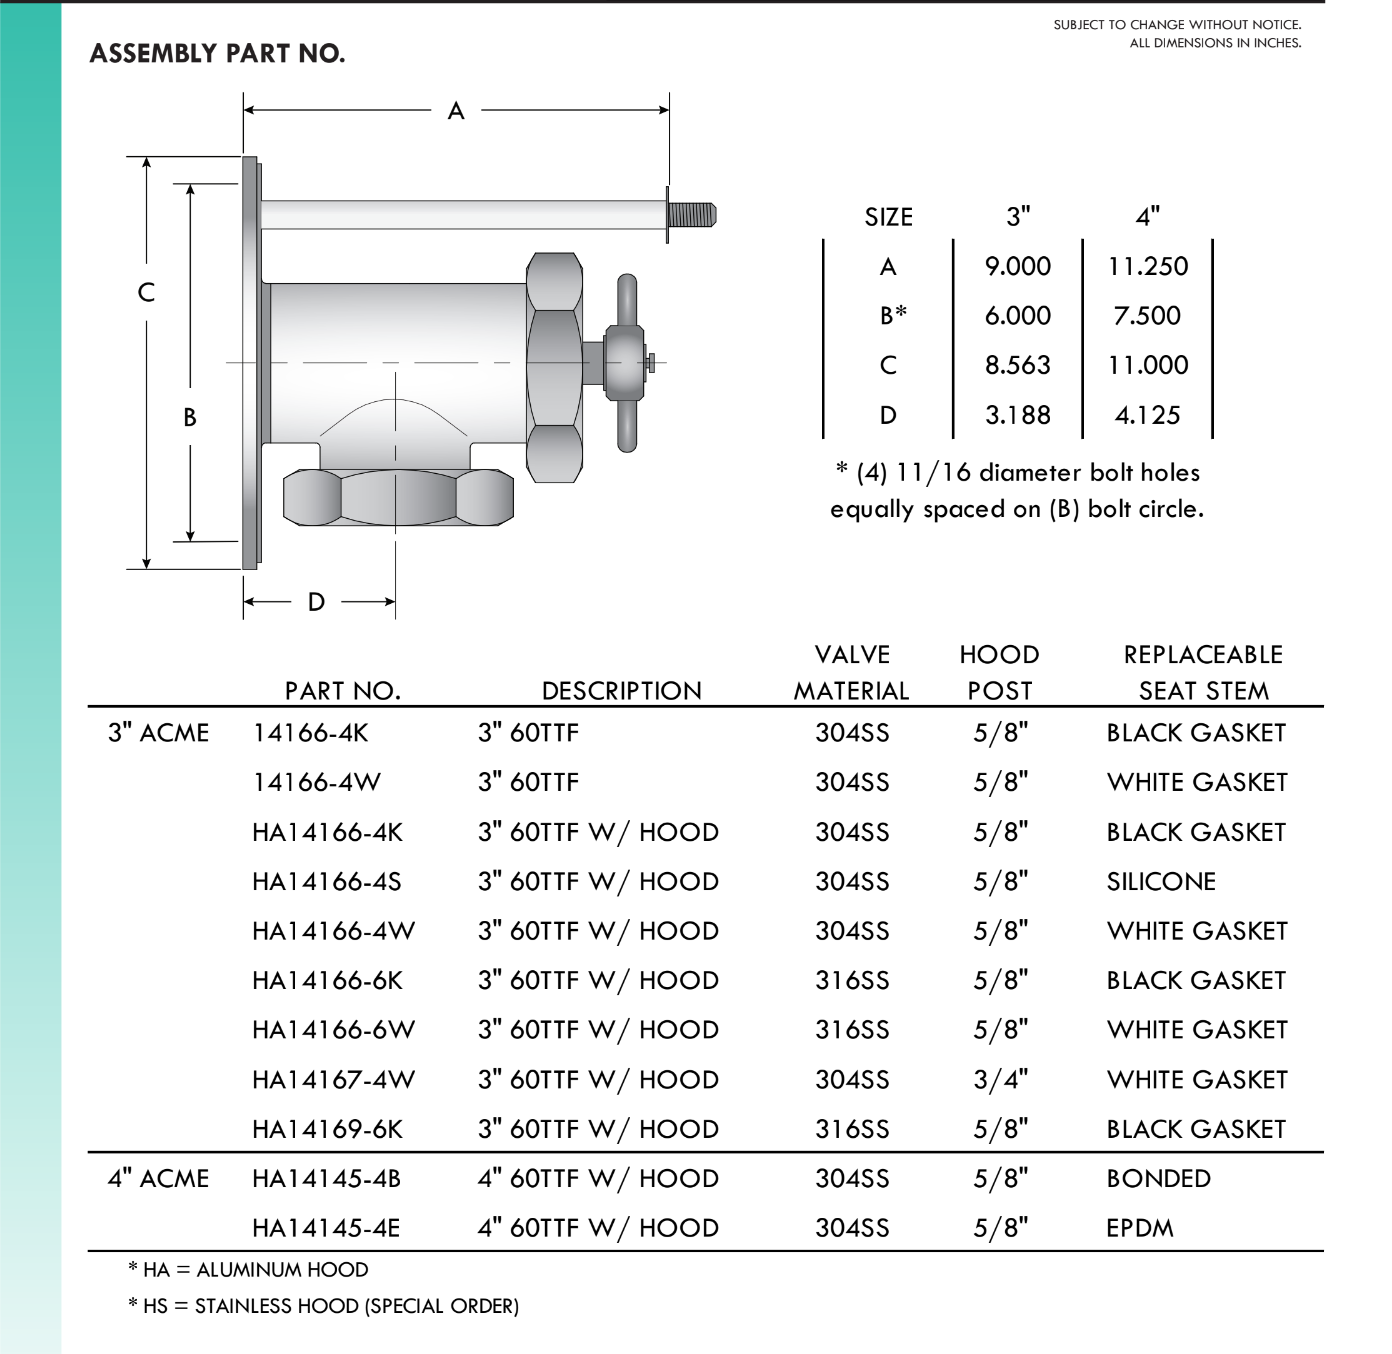 SUBJECT TO CHANGE WITHOUT NOTICE.
ALL DIMENSIONS IN INCHES.
ASSEMBLY PART NO.
A
C
B
D
SIZE 3" 4"
A 9.000 11.250
B* 6.000 7.500
C 8.563 11.000
D 3.188 4.125
* (4) 11/16 diameter bolt holes
equally spaced on (B) bolt circle.
VALVE HOOD REPLACEABLE
PART NO. DESCRIPTION MATERIAL POST SEAT STEM
3" ACME 14166-4K 3" 60TTF 304SS 5/8" BLACK GASKET
14166-4W 3" 60TTF 304SS 5/8" WHITE GASKET
HA14166-4K 3" 60TTF W/ HOOD 304SS 5/8" BLACK GASKET
HA14166-4S 3" 60TTF W/ HOOD 304SS 5/8" SILICONE
HA14166-4W 3" 60TTF W/ HOOD 304SS 5/8" WHITE GASKET
HA14166-6K 3" 60TTF W/ HOOD 316SS 5/8" BLACK GASKET
HA14166-6W 3" 60TTF W/ HOOD 316SS 5/8" WHITE GASKET
HA14167-4W 3" 60TTF W/ HOOD 304SS 3/4" WHITE GASKET
HA14169-6K 3" 60TTF W/ HOOD 316SS 5/8" BLACK GASKET
4" ACME HA14145-4B 4" 60TTF W/ HOOD 304SS 5/8" BONDED
HA14145-4E 4" 60TTF W/ HOOD 304SS 5/8" EPDM
* HA = ALUMINUM HOOD
* HS = STAINLESS HOOD (SPECIAL ORDER)